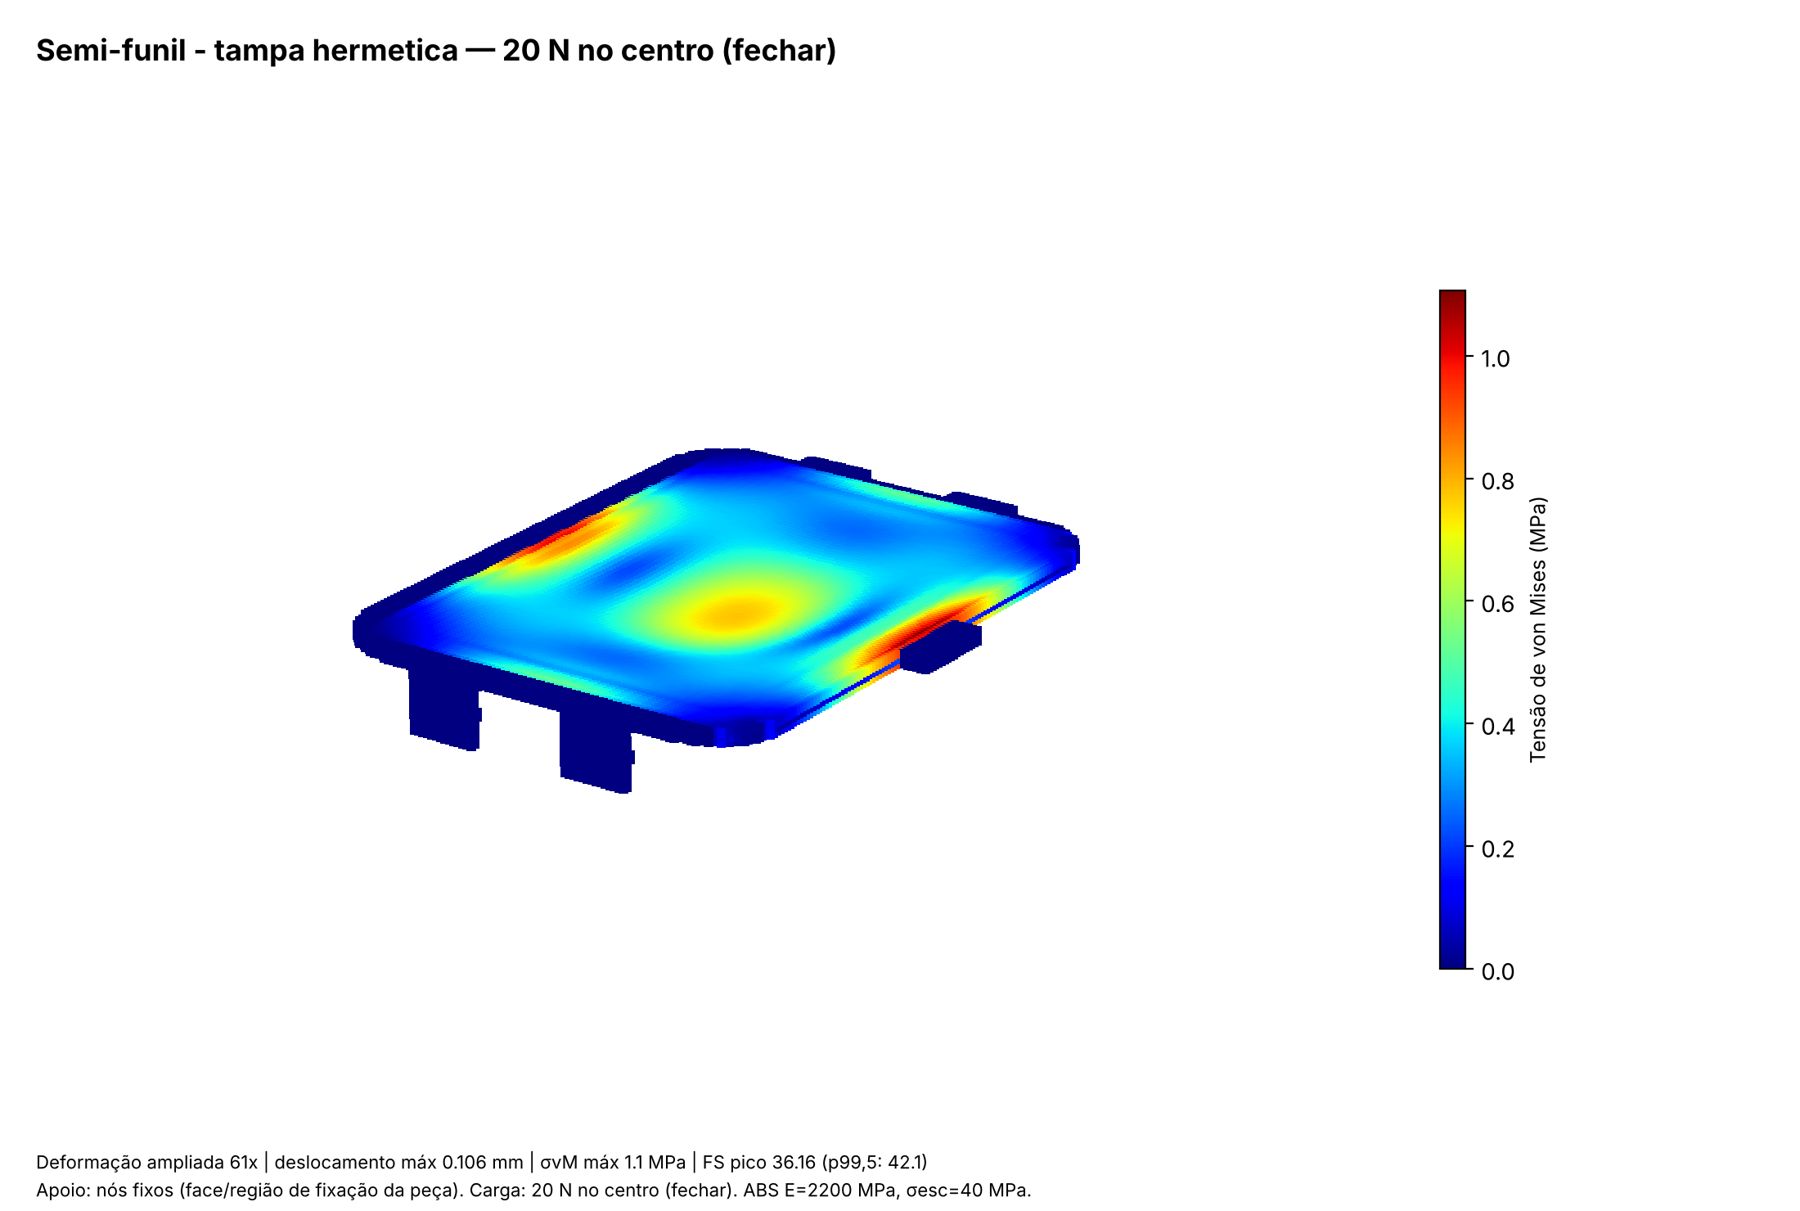 Semi-funil - tampa hermetica — 20 N no centro (fechar)
1.0
0.8
0.6
0.4
0.2
0.0
Tensão de von Mises (MPa)
Deformação ampliada 61x | deslocamento máx 0.106 mm | σvM máx 1.1 MPa | FS pico 36.16 (p99,5: 42.1)
Apoio: nós fixos (face/região de fixação da peça). Carga: 20 N no centro (fechar). ABS E=2200 MPa, σesc=40 MPa.